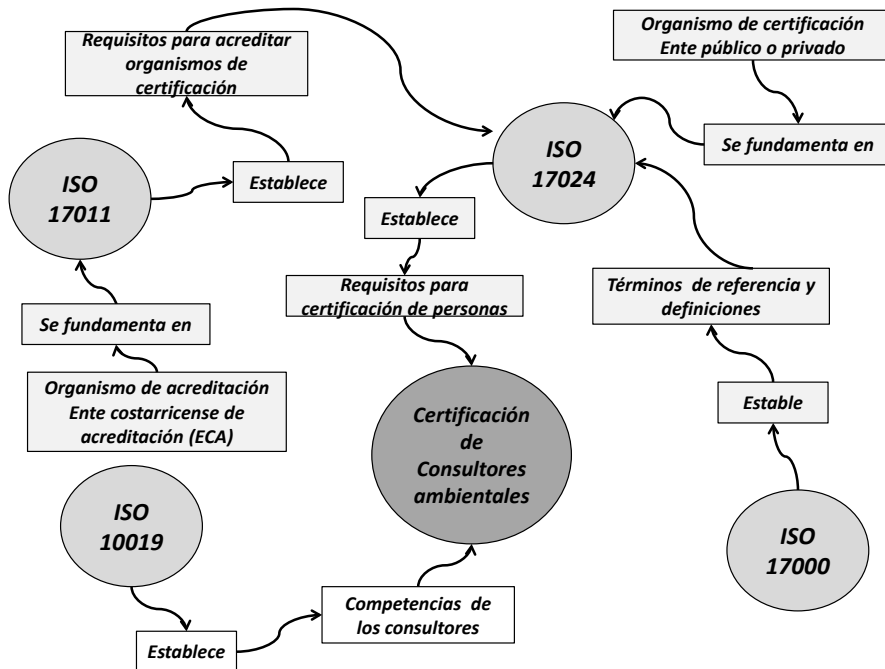 Requisitos para acreditar
organismos de
certificación
Organismo de certificación
Ente público o privado
ISO
17024
Se fundamenta en
ISO
17011
Establece
Establece
Requisitos para
certificación de personas
Términos de referencia y
definiciones
Se fundamenta en
Organismo de acreditación
Ente costarricense de
acreditación (ECA)
Certificación
de
Consultores
ambientales
Estable
ISO
10019
ISO
17000
Competencias de
los consultores
Establece